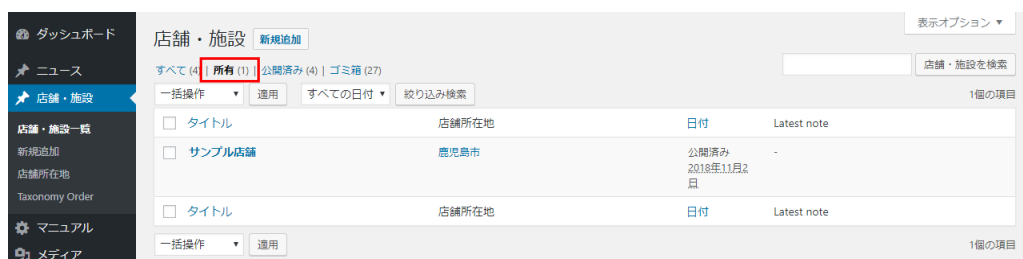 表示オプション ▼
ダッシュボード
ニュース
店舗・施設
店舗・施設一覧
新規追加
店舗所在地
Taxonomy Order
マニュアル
メディア
店舗・施設 新規追加
すべて (4) | 所有 (1) | 公開済み (4) | ゴミ箱 (27)
店舗・施設を検索
一括操作 ▼ 適用 すべての日付 ▼ 絞り込み検索 1個の項目
タイトル 店舗所在地 日付 Latest note
サンプル店舗 鹿児島市 公開済み -
2018年11月2
日
タイトル 店舗所在地 日付 Latest note
一括操作 ▼ 適用 1個の項目